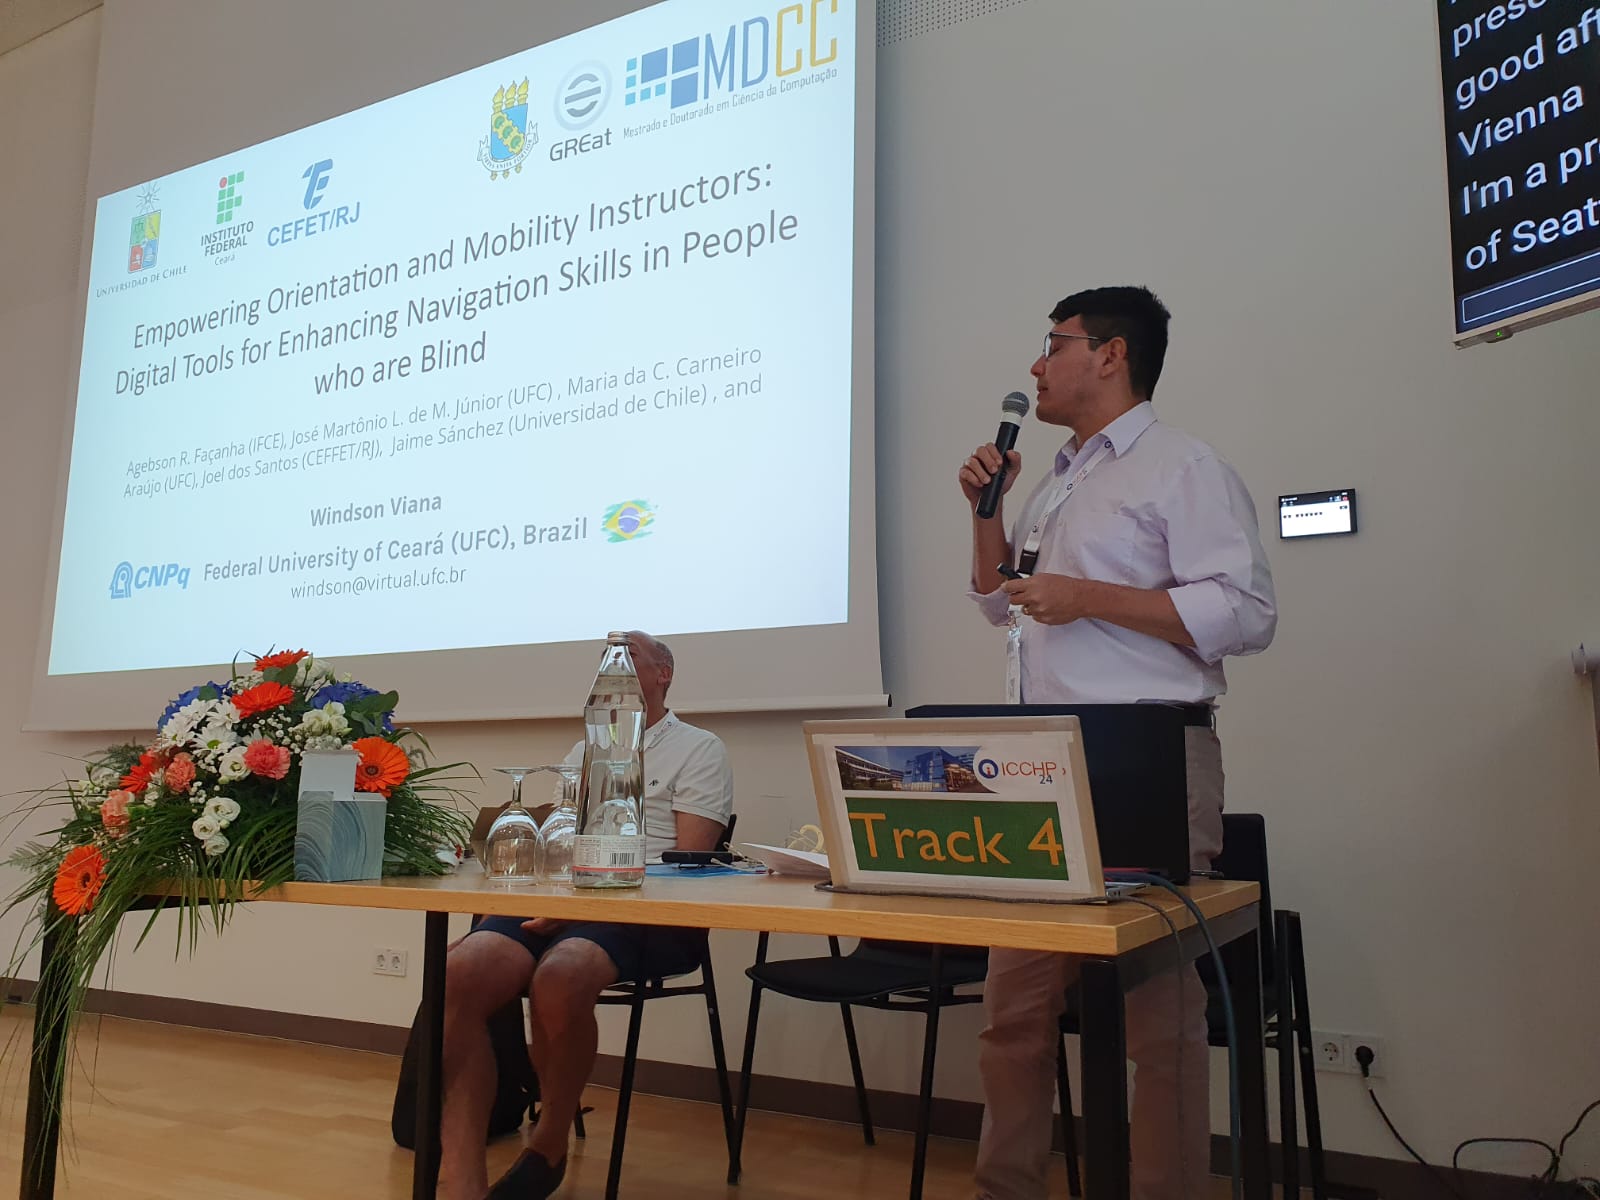 MDCC
Mestrado e Doutorado em Ciência da Computação
GREat
UNIVERSIDAD DE CHILE
INSTITUTO
FEDERAL
Ceará
CEFET/RJ
Empowering Orientation and Mobility Instructors:
Digital Tools for Enhancing Navigation Skills in People
who are Blind
Agebson R. Façanha (IFCE), José Martônio L. de M. Júnior (UFC) , Maria da C. Carneiro
Araújo (UFC), Joel dos Santos (CEFFET/RJ), Jaime Sánchez (Universidad de Chile) , and
Windson Viana
CNPq
Federal University of Ceará (UFC), Brazil
windson@virtual.ufc.br
good aft
Vienna
I'm a pr
of Seat
ICCHP
24
Track 4